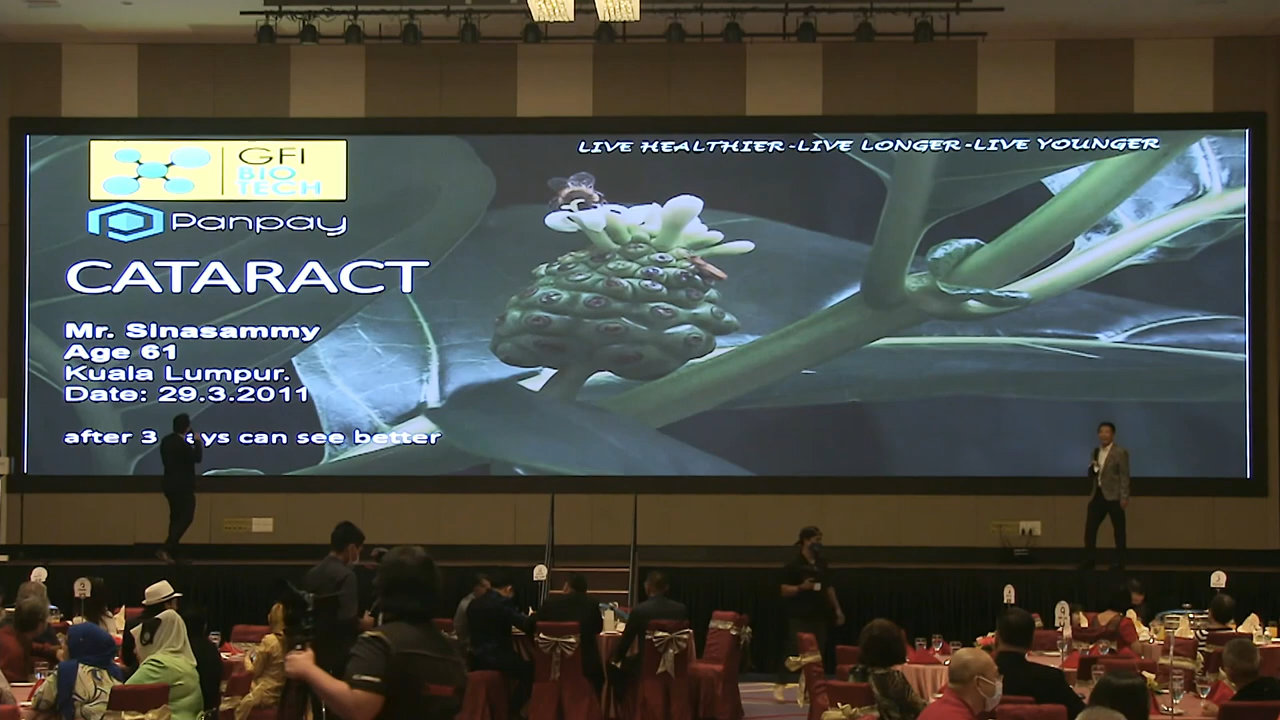 LIVE HEALTHIER-LIVE LONGER-LIVE YOUNGER
GFI
BIO
TECH
Panpay
CATARACT
Mr. Sinasammy
Age 61
Kuala Lumpur.
Date: 29.3.2011
after 3 ys can see better